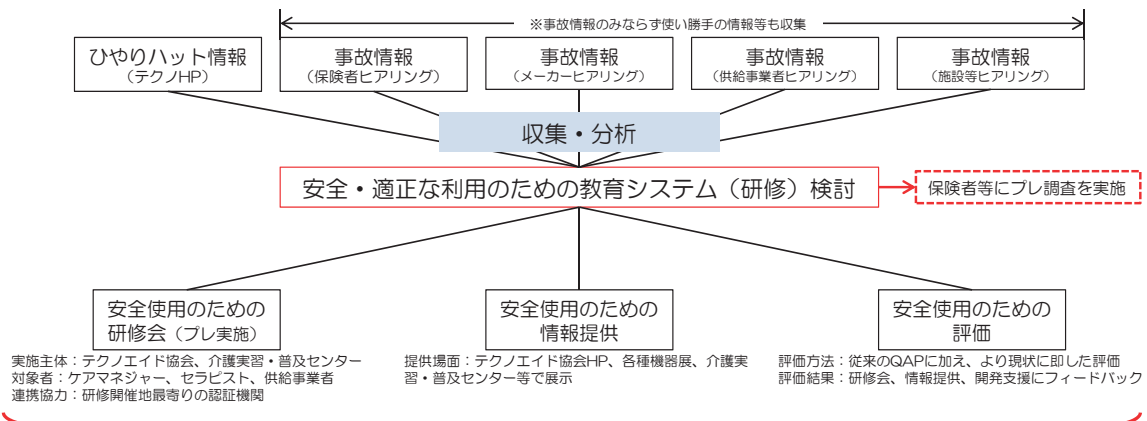 ※事故情報のみならず使い勝手の情報等も収集
ひやりハット情報
（テクノHP）
事故情報
（保険者ヒアリング）
事故情報
（メーカーヒアリング）
事故情報
（供給事業者ヒアリング）
事故情報
（施設等ヒアリング）
収集・分析
安全・適正な利用のための教育システム（研修）検討
保険者等にプレ調査を実施
安全使用のための
研修会（プレ実施）
実施主体：テクノエイド協会、介護実習・普及センター
対象者：ケアマネジャー、セラピスト、供給事業者
連携協力：研修開催地最寄りの認証機関
安全使用のための
情報提供
提供場面：テクノエイド協会HP、各種機器展、介護実
習・普及センター等で展示
安全使用のための
評価
評価方法：従来のQAPに加え、より現状に即した評価
評価結果：研修会、情報提供、開発支援にフィードバック